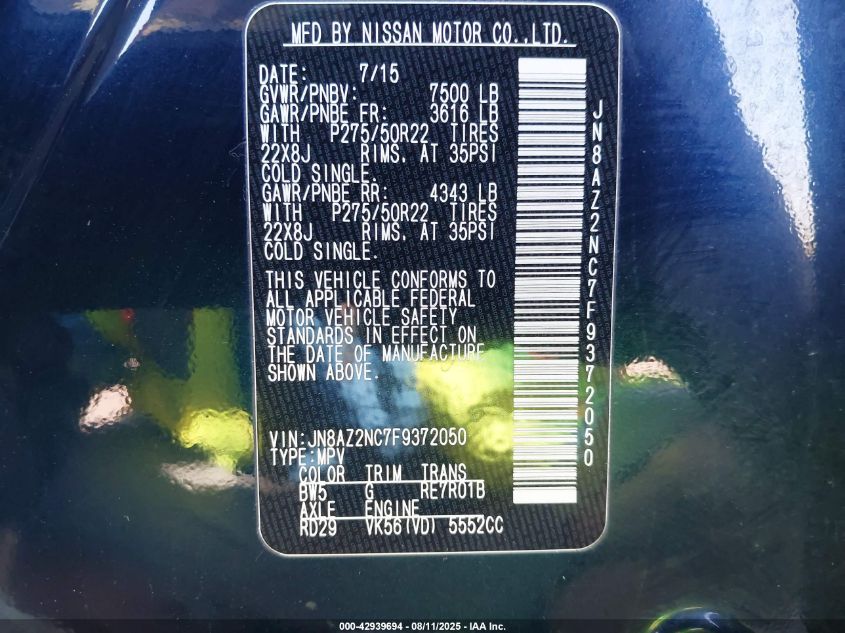 MFD BY NISSAN MOTOR CO.,LTD.
DATE: 7/15
GVWR/PNBV: 7500 LB
GAWR/PNBE FR: 3616 LB
WITH P275/50R22 TIRES
22X8J RIMS, AT 35PSI
COLD SINGLE.
GAWR/PNBE RR: 4343 LB
WITH P275/50R22 TIRES
22X8J RIMS, AT 35PSI
COLD SINGLE.
THIS VEHICLE CONFORMS TO
ALL APPLICABLE FEDERAL
MOTOR VEHICLE SAFETY
STANDARDS IN EFFECT ON
THE DATE OF MANUFACTURE
SHOWN ABOVE.
VIN:JN8AZ2NC7F9372050
TYPE:MPV
COLOR TRIM TRANS
BW5 G RE7R01B
AXLE ENGINE
RD29 VK56(VD) 5552CC
JN8AZ2NC7F9372050
000-42939694 - 08/11/2025 - IAA Inc.